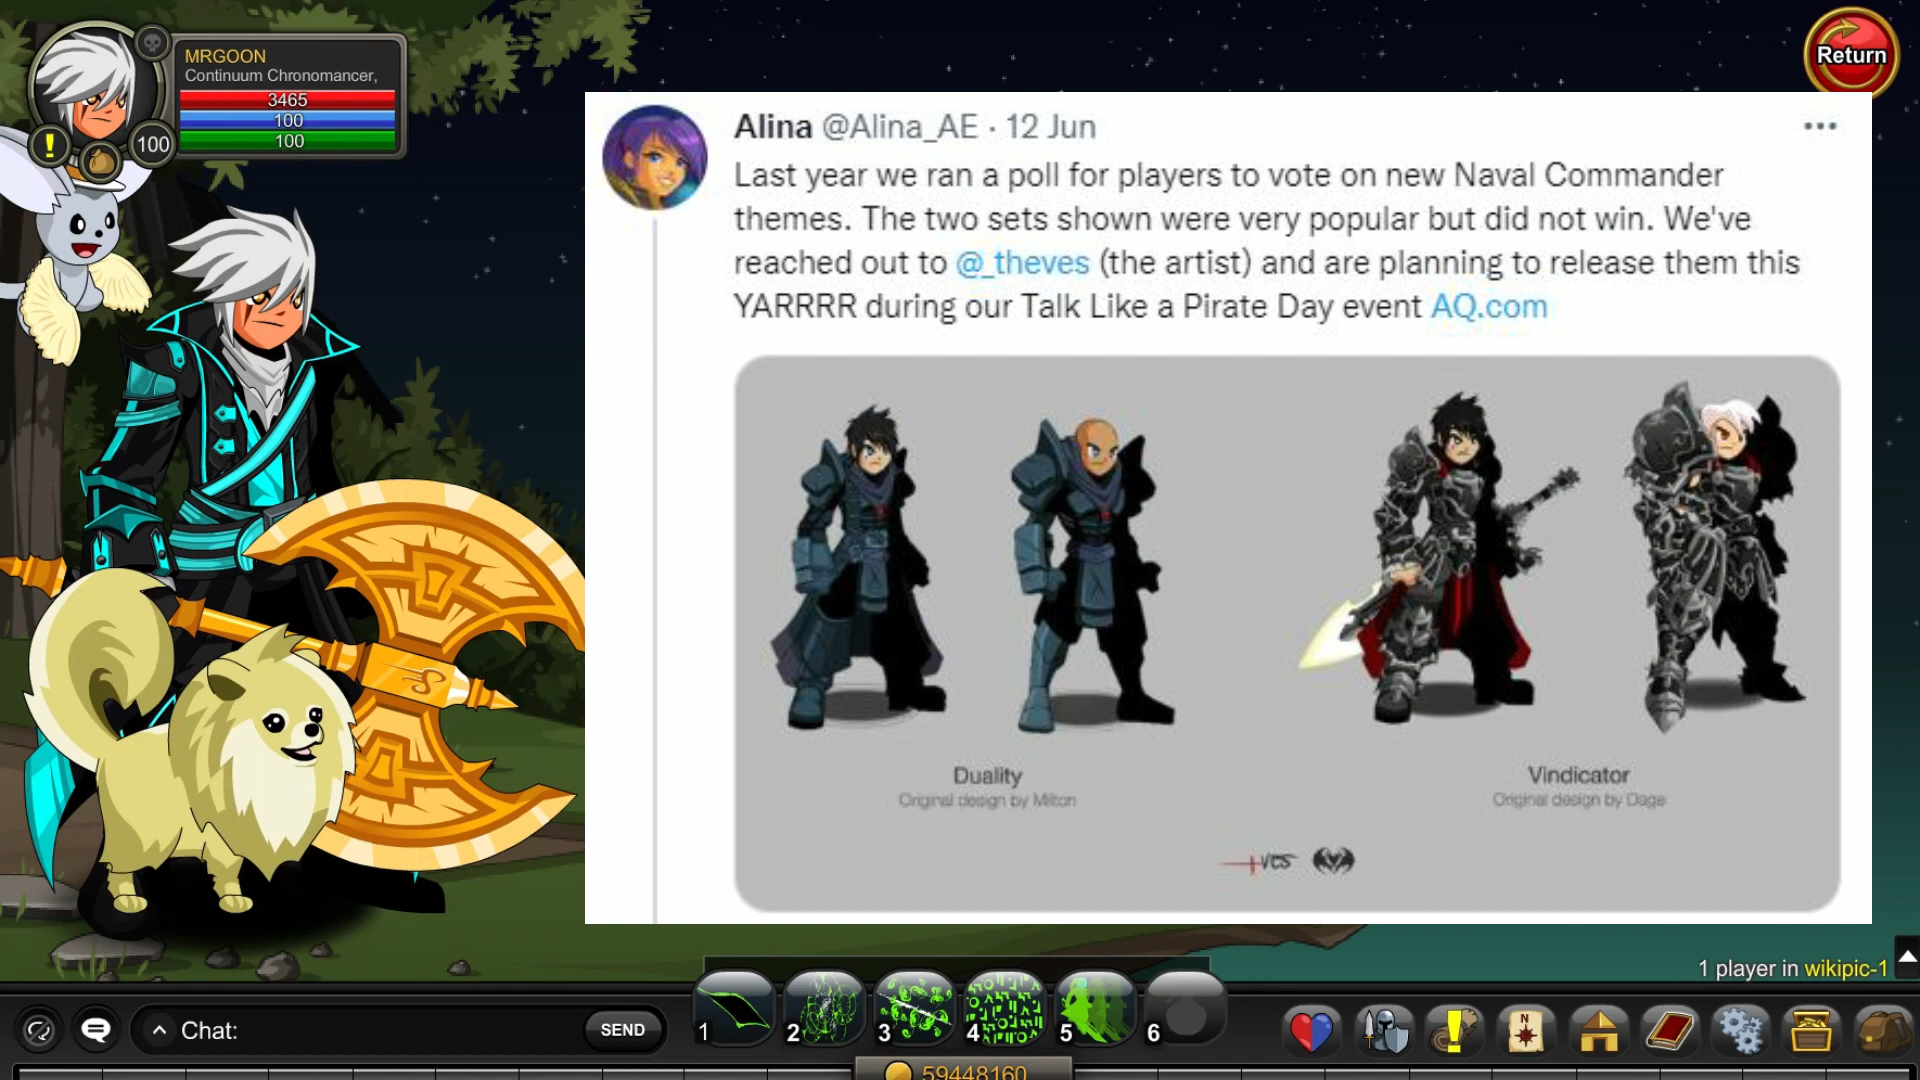 MRGOON
Continuum Chronomancer,
3465
100
100
100
Return
Alina @Alina_AE · 12 Jun
Last year we ran a poll for players to vote on new Naval Commander
themes. The two sets shown were very popular but did not win. We've
reached out to @_theves (the artist) and are planning to release them this
YARRRR during our Talk Like a Pirate Day event AQ.com
Duality
Original design by Milton
Vindicator
Original design by Dage
ves
1 player in wikipic-1
Chat:
SEND
1
2
3
4
5
6
N
59448160